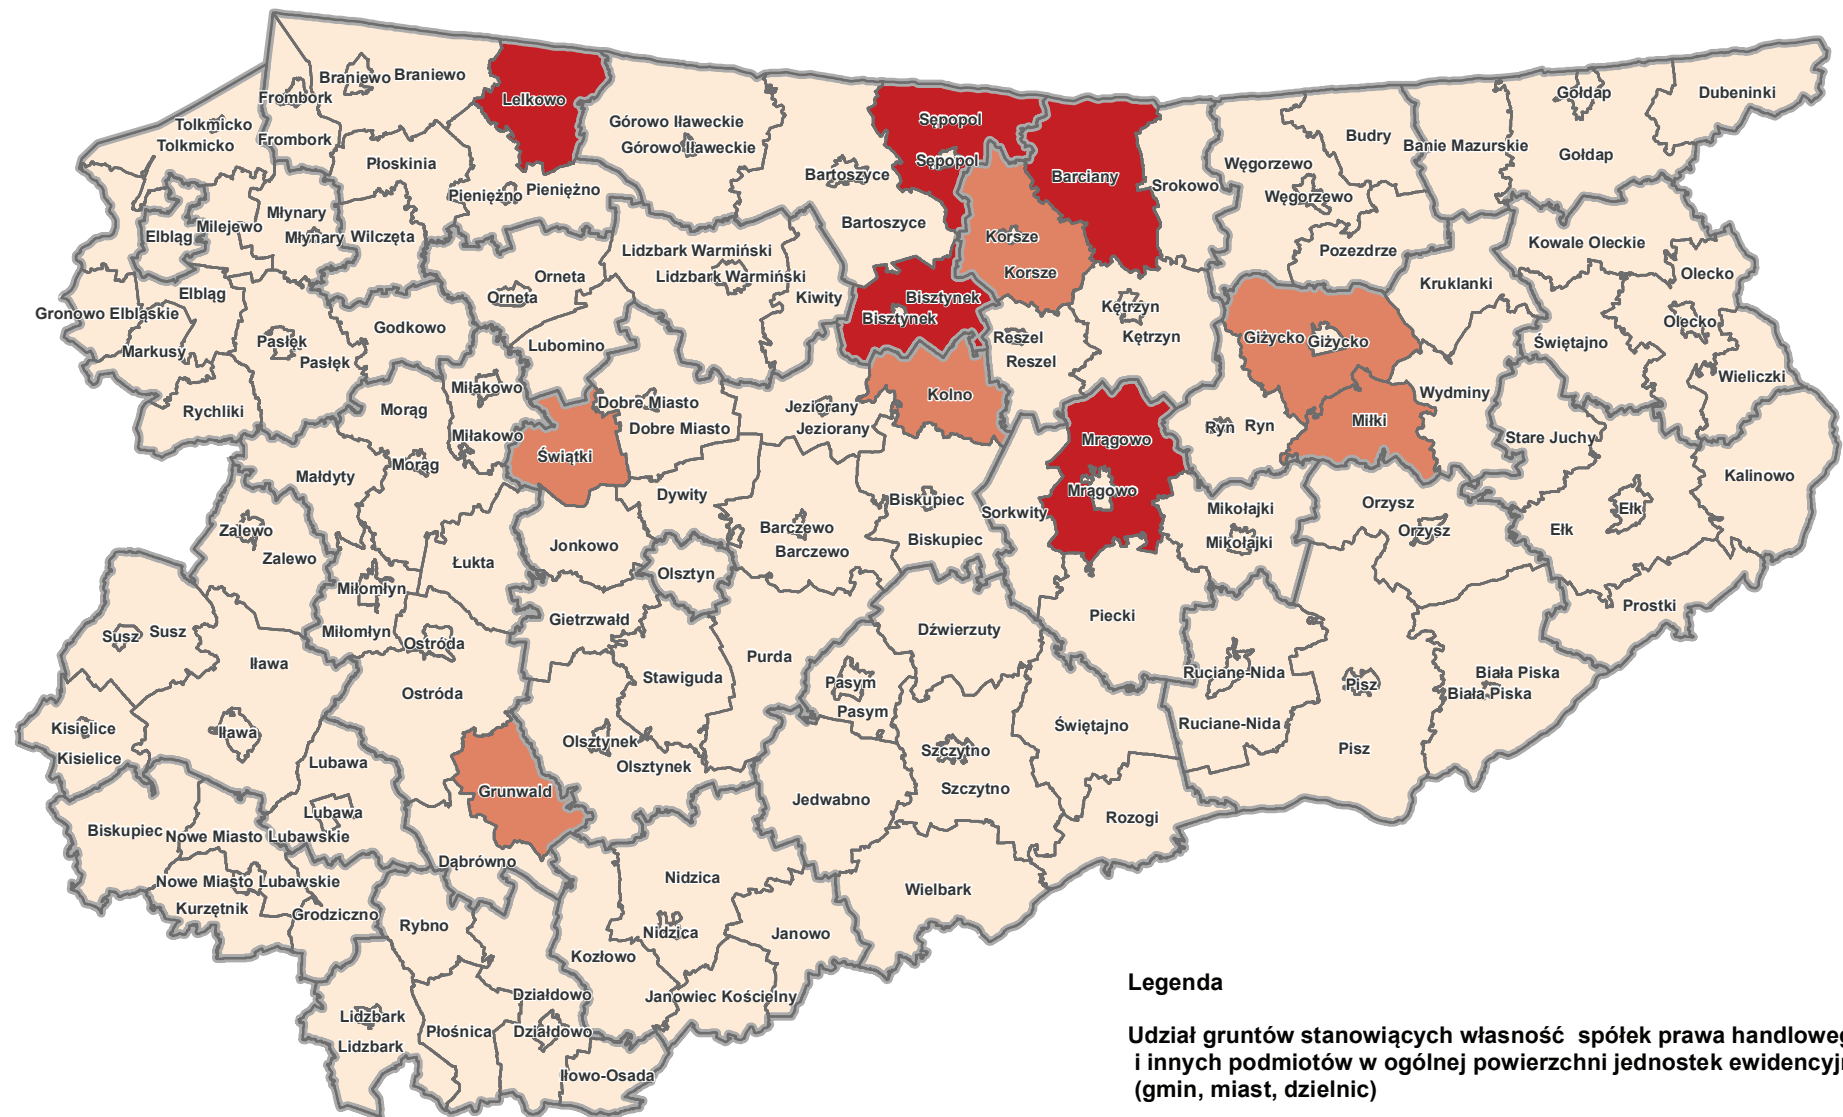 Braniewo
Braniewo
Frombork
Frombork
Tolkmicko
Tolkmicko
Lelkowo
Płoskinia
Pieniężno
Pieniężno
Górowo Iławeckie
Górowo Iławeckie
Bartoszyce
Bartoszyce
Sępopol
Sępopol
Barciany
Srokowo
Węgorzewo
Węgorzewo
Budry
Banie Mazurskie
Gołdap
Gołdap
Dubeninki
Pozezdrze
Elbląg
Milejewo
Młynary
Młynary
Wilczęta
Elbląg
Gronowo Elbląskie
Markusy
Pasłęk
Pasłęk
Godkowo
Rychliki
Orneta
Orneta
Lidzbark Warmiński
Lidzbark Warmiński
Kiwity
Lubomino
Bisztynek
Bisztynek
Korsze
Korsze
Kętrzyn
Kętrzyn
Reszel
Reszel
Kolno
Giżycko
Giżycko
Kruklanki
Kowale Oleckie
Olecko
Olecko
Świętajno
Wieliczki
Wydminy
Miłki
Ryn
Ryn
Stare Juchy
Kalinowo
Ełk
Ełk
Prostki
Orzysz
Orzysz
Mikołajki
Mikołajki
Mrągowo
Mrągowo
Sorkwity
Piecki
Morąg
Morąg
Miłakowo
Miłakowo
Małdyty
Świątki
Dobre Miasto
Dobre Miasto
Jeziorany
Jeziorany
Dywity
Barczewo
Barczewo
Biskupiec
Biskupiec
Jonkowo
Olsztyn
Łukta
Zalewo
Zalewo
Miłomłyn
Miłomłyn
Susz
Susz
Iława
Iława
Ostróda
Ostróda
Gietrzwałd
Stawiguda
Purda
Dźwierzuty
Pasym
Pasym
Świętajno
Ruciane-Nida
Ruciane-Nida
Pisz
Pisz
Biała Piska
Biała Piska
Kisielice
Kisielice
Lubawa
Lubawa
Grunwald
Olsztynek
Olsztynek
Jedwabno
Szczytno
Szczytno
Rozogi
Biskupiec
Nowe Miasto Lubawskie
Nowe Miasto Lubawskie
Kurzętnik
Grodziczno
Dąbrówno
Rybno
Nidzica
Nidzica
Wielbark
Janowo
Kozłowo
Janowiec Kościelny
Działdowo
Działdowo
Lidzbark
Lidzbark
Płośnica
Iłowo-Osada
Legenda
Udział gruntów stanowiących własność spółek prawa handloweg
i innych podmiotów w ogólnej powierzchni jednostek ewidencyj
(gmin, miast, dzielnic)